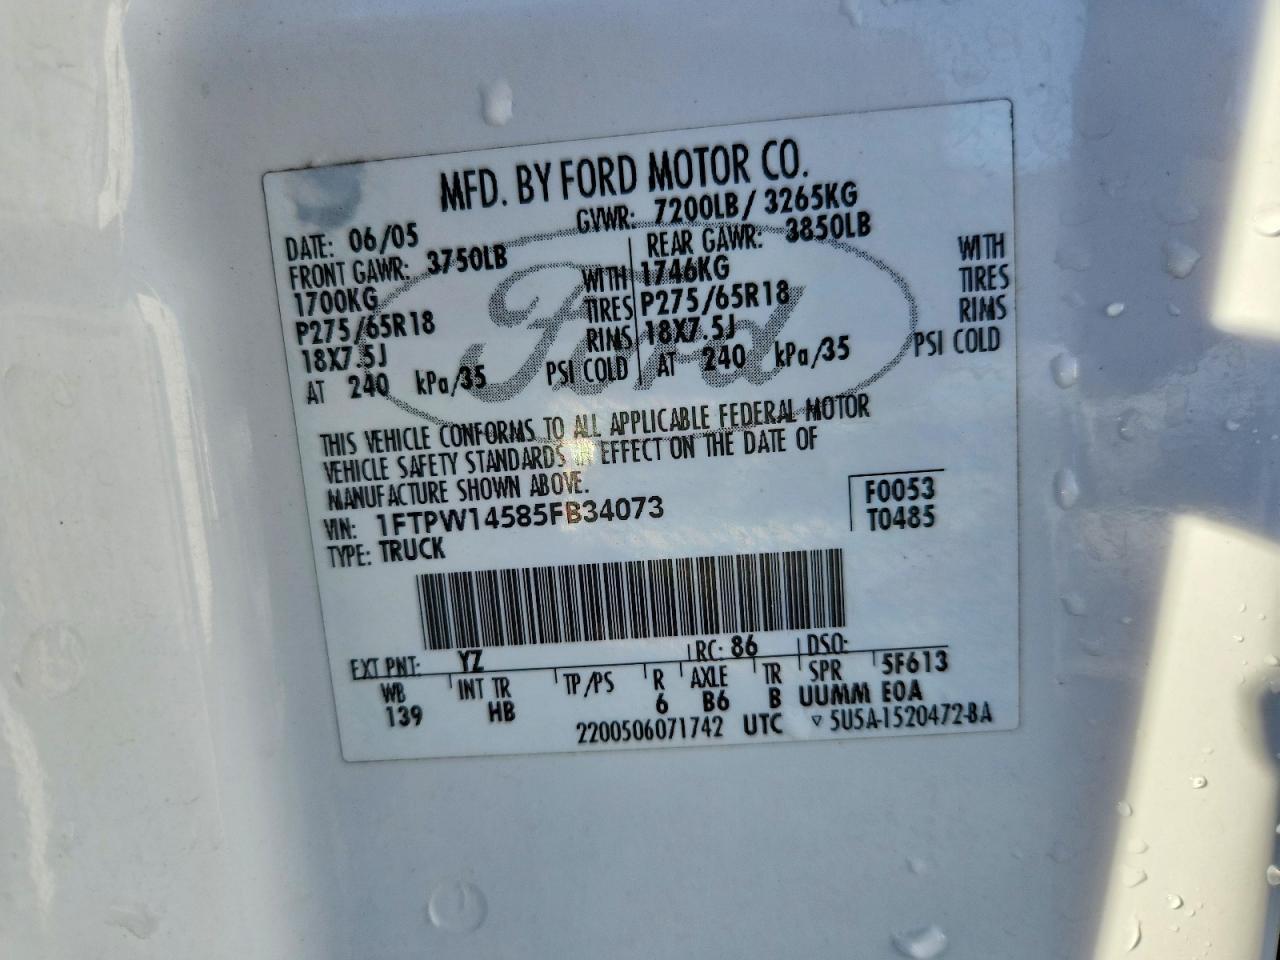 MFD. BY FORD MOTOR CO.
DATE: 06/05 GVWR: 7200LB/ 3265KG
FRONT GAWR: 3750LB REAR GAWR: 3850LB
1700KG WITH 1746KG WITH
P275/65R18 TIRES P275/65R18 TIRES
18X7.5J RIMS 18X7.5J RIMS
AT 240 kPa/35 PSI COLD AT 240 kPa/35 PSI COLD
Ford
THIS VEHICLE CONFORMS TO ALL APPLICABLE FEDERAL MOTOR
VEHICLE SAFETY STANDARDS IN EFFECT ON THE DATE OF
MANUFACTURE SHOWN ABOVE.
VIN: 1FTPW14585FB34073 F0053
TYPE: TRUCK T0485
EXT PNT: YZ RC: 86 DSO:
WB INT TR TP/PS R AXLE TR SPR 5F613
139 HB 6 B6 B UUMM E0A
2200506071742 UTC ▽ 5U5A-1520472-BA